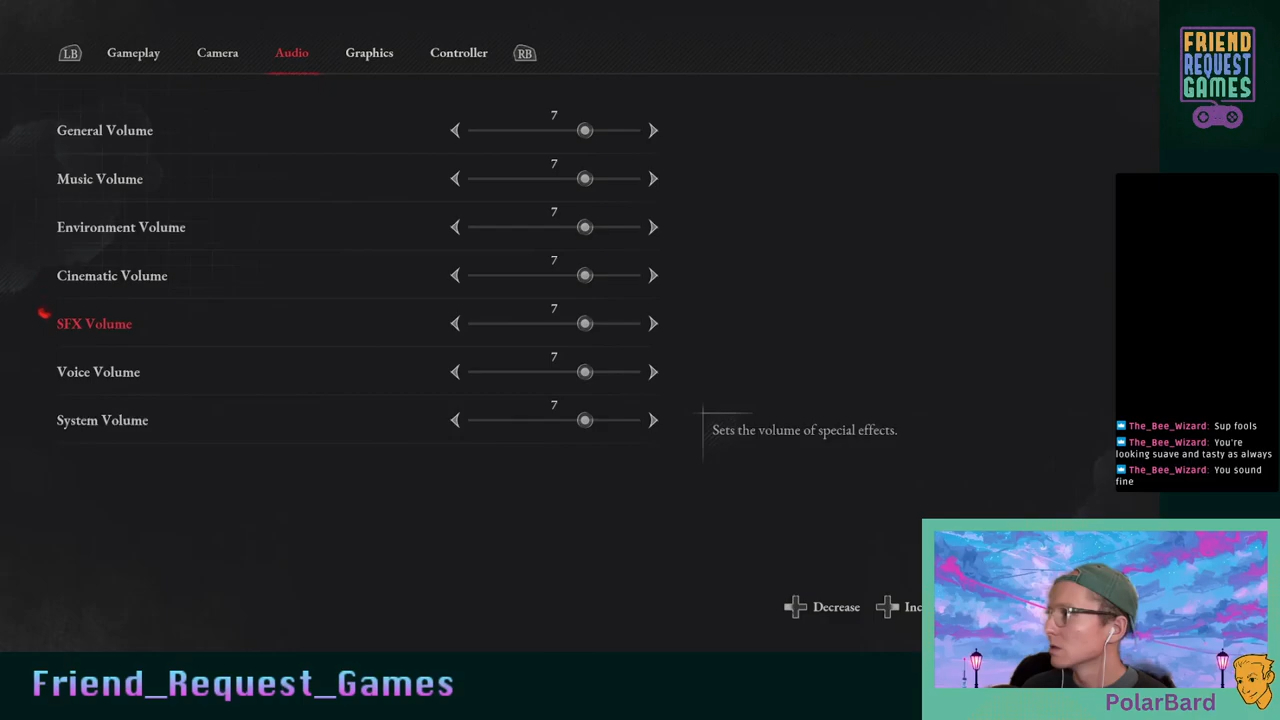 LB Gameplay Camera Audio Graphics Controller RB
FRIEND
REQUEST
GAMES
General Volume 7
Music Volume 7
Environment Volume 7
Cinematic Volume 7
SFX Volume 7
Voice Volume 7
System Volume 7
Sets the volume of special effects.
The_Bee_Wizard: Sup fools
The_Bee_Wizard: You're
looking suave and tasty as always
The_Bee_Wizard: You sound
fine
Decrease Inc
Friend_Request_Games
PolarBard